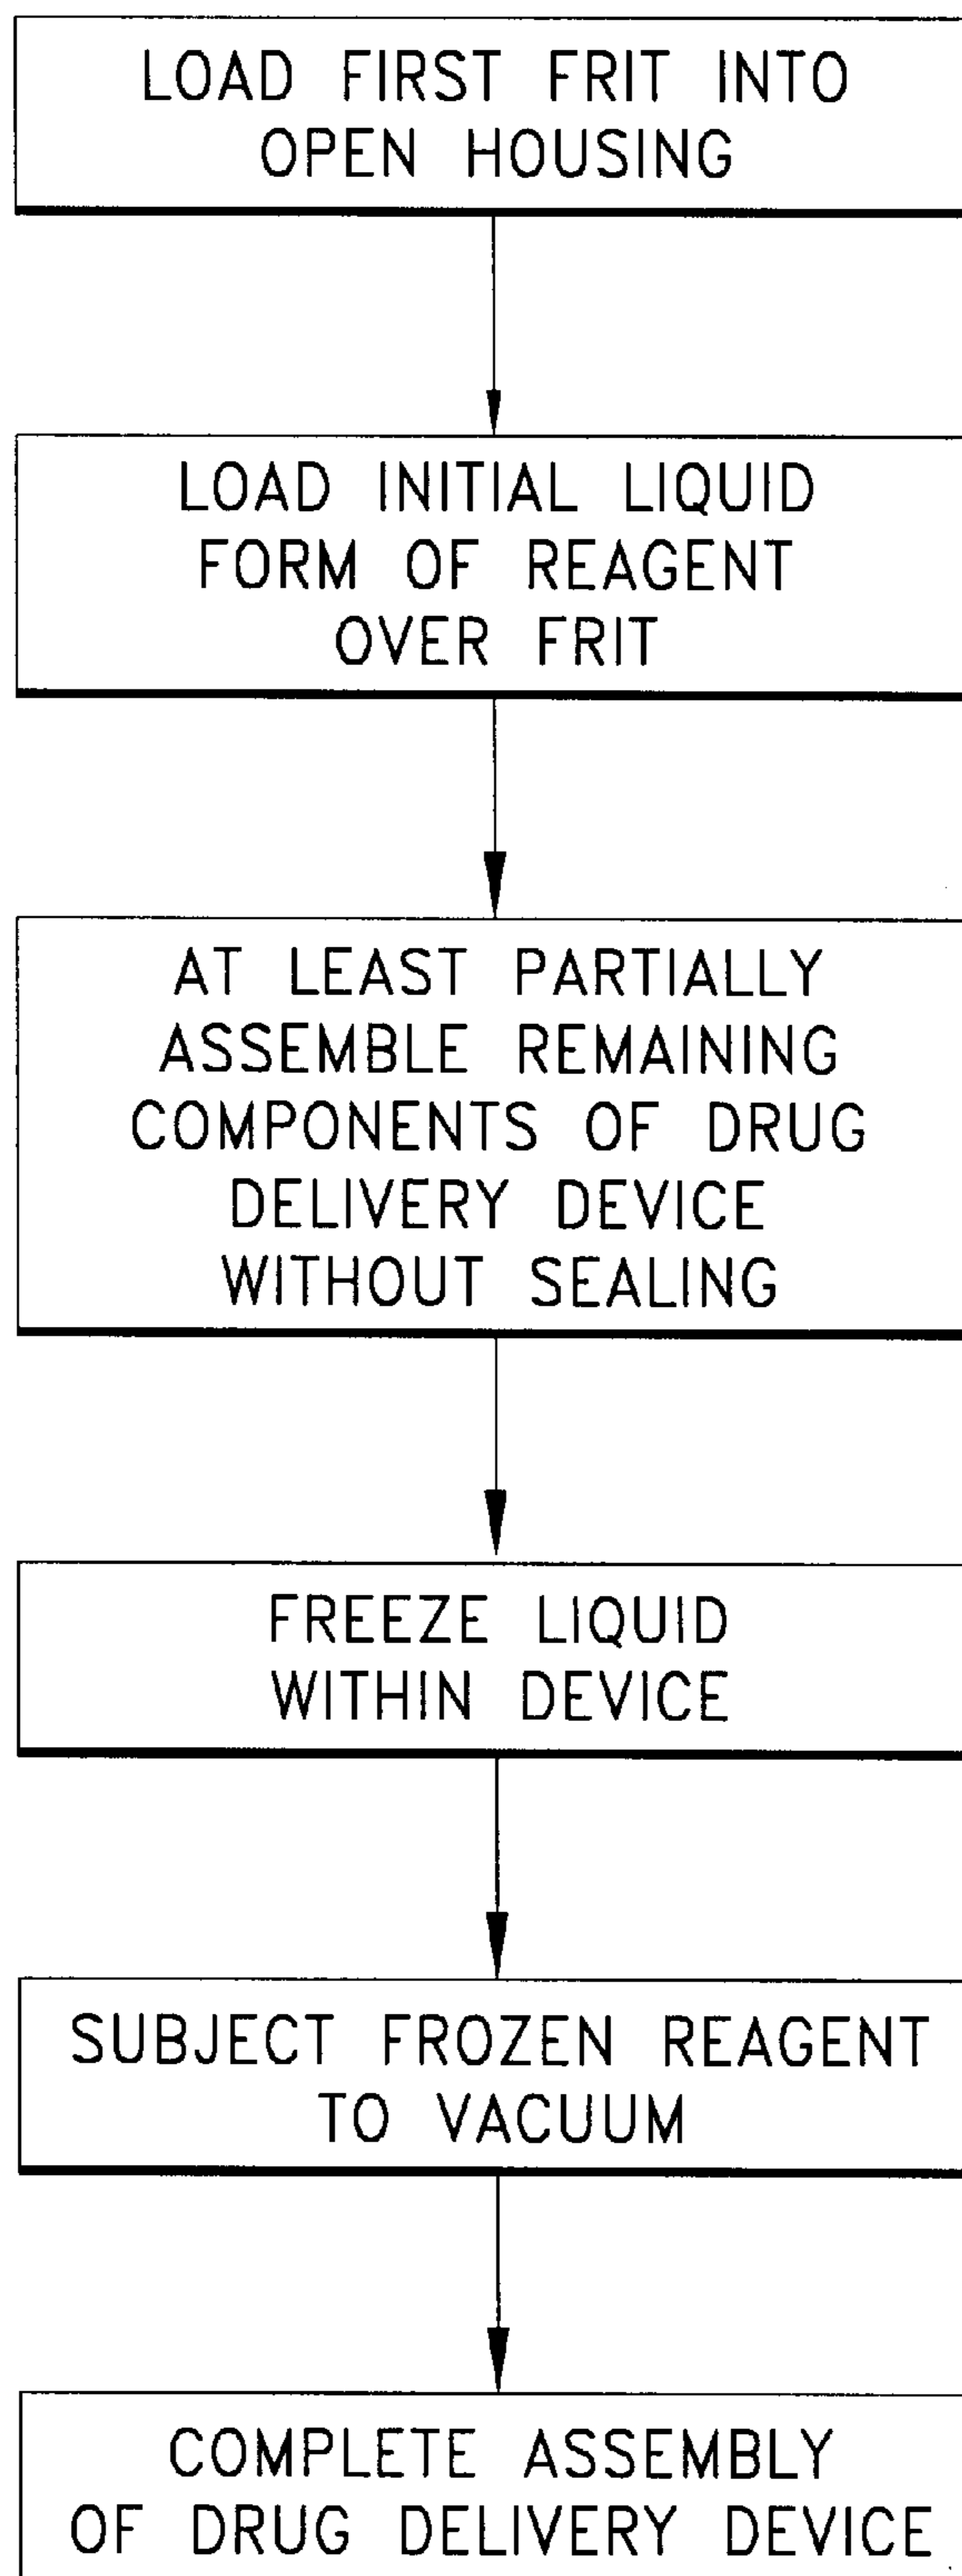 LOAD FIRST FRIT INTO
OPEN HOUSING
LOAD INITIAL LIQUID
FORM OF REAGENT
OVER FRIT
AT LEAST PARTIALLY
ASSEMBLE REMAINING
COMPONENTS OF DRUG
DELIVERY DEVICE
WITHOUT SEALING
FREEZE LIQUID
WITHIN DEVICE
SUBJECT FROZEN REAGENT
TO VACUUM
COMPLETE ASSEMBLY
OF DRUG DELIVERY DEVICE